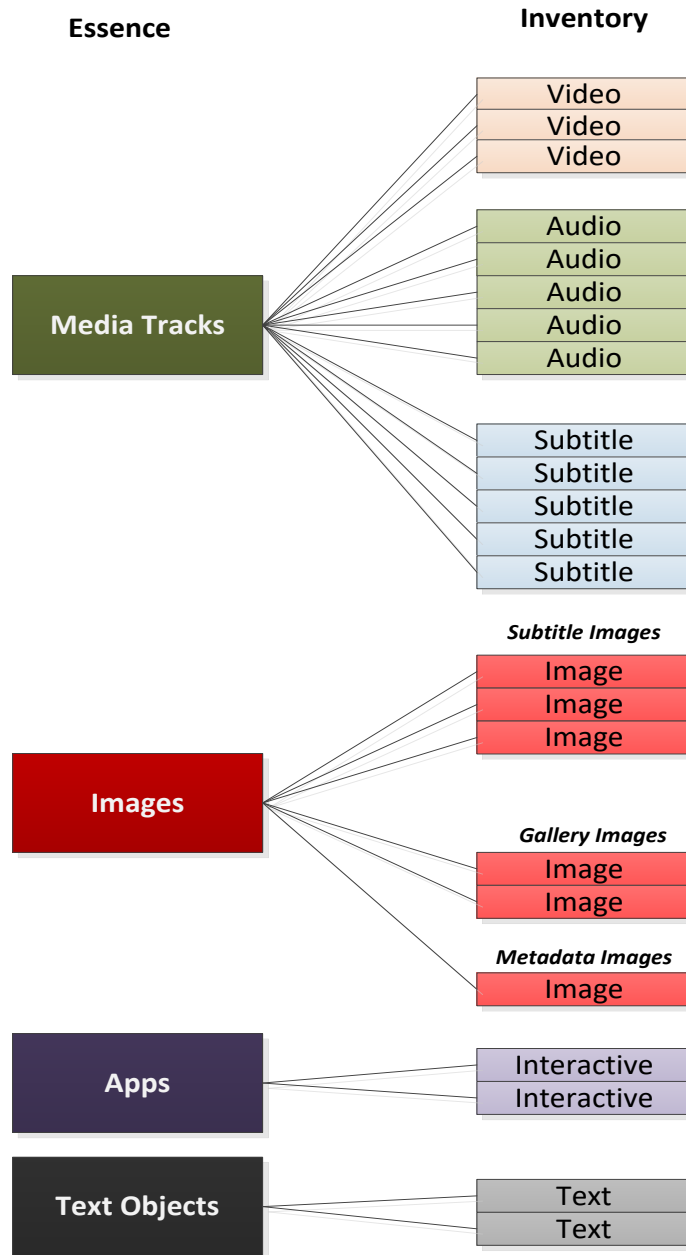 Essence
Inventory
Video
Video
Video
Audio
Audio
Audio
Audio
Audio
Media Tracks
Subtitle
Subtitle
Subtitle
Subtitle
Subtitle
Subtitle Images
Image
Image
Image
Images
Gallery Images
Image
Image
Metadata Images
Image
Apps
Interactive
Interactive
Text Objects
Text
Text